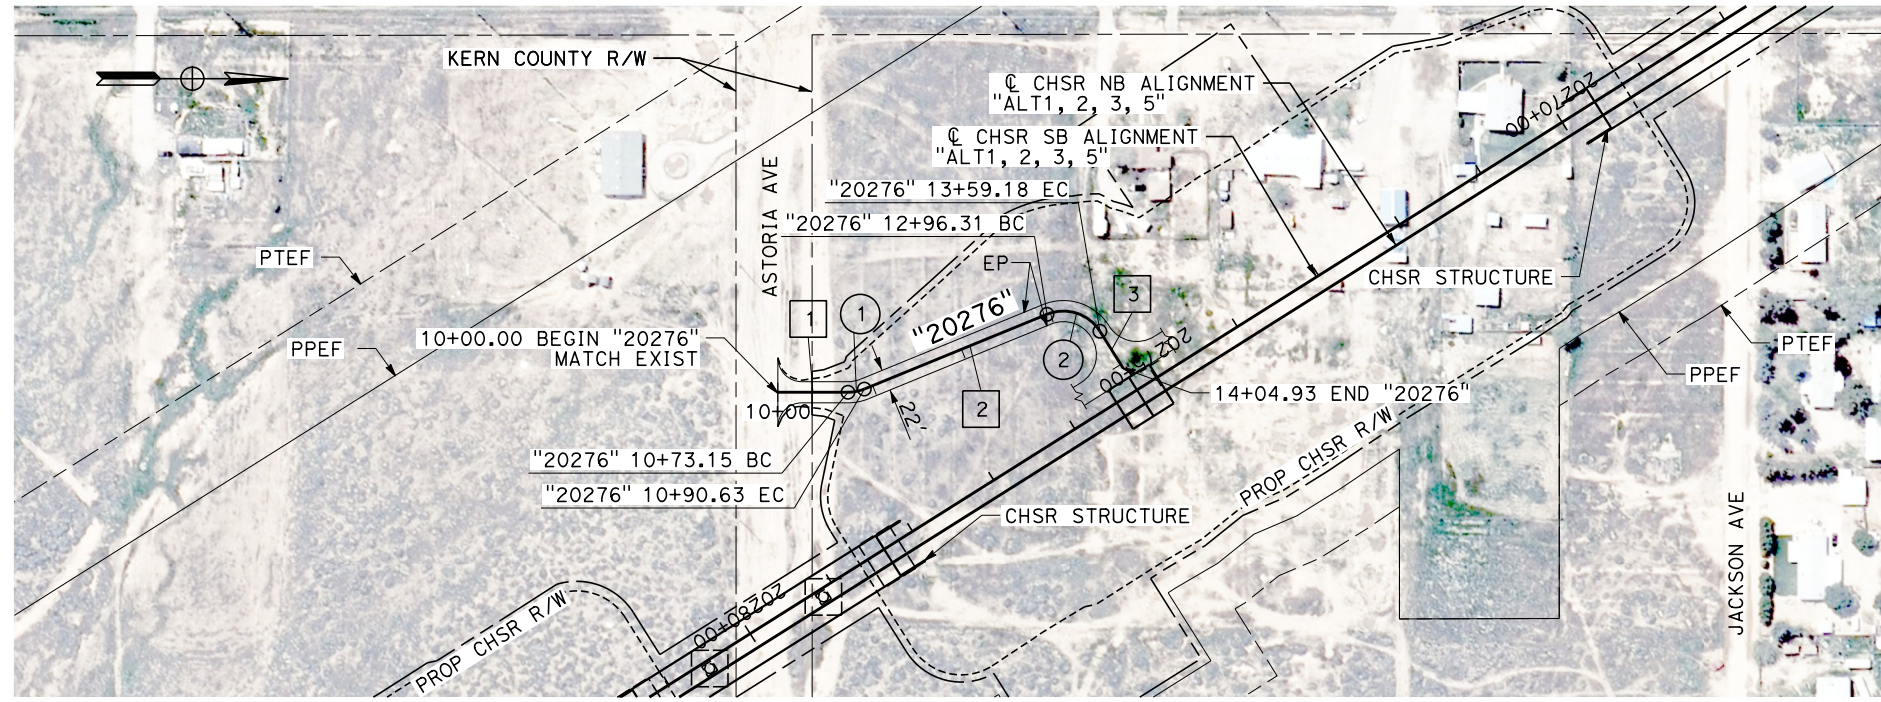 KERN COUNTY R/W
℄ CHSR NB ALIGNMENT
"ALT1, 2, 3, 5"
℄ CHSR SB ALIGNMENT
"ALT1, 2, 3, 5"
20270+00
"20276" 13+59.18 EC
"20276" 12+96.31 BC
ASTORIA AVE
PTEF
EP
CHSR STRUCTURE
3
1
1
"20276"
10+00.00 BEGIN "20276"
MATCH EXIST
PPEF
2
PTEF
PPEF
14+04.93 END "20276"
10+00
22'
2
PROP CHSR R/W
"20276" 10+73.15 BC
"20276" 10+90.63 EC
CHSR STRUCTURE
JACKSON AVE
20280+00
PROP CHSR R/W